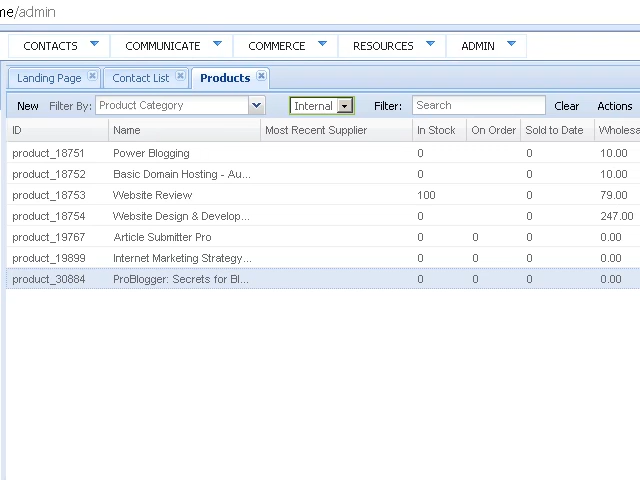 me/admin
CONTACTS COMMUNICATE COMMERCE RESOURCES ADMIN
Landing Page Contact List Products
New Filter By: Product Category Internal Filter: Search Clear Actions
ID Name Most Recent Supplier In Stock On Order Sold to Date Wholesa
product_18751 Power Blogging 0 0 10.00
product_18752 Basic Domain Hosting - Au... 0 0 10.00
product_18753 Website Review 100 0 79.00
product_18754 Website Design & Develop... 0 0 247.00
product_19767 Article Submitter Pro 0 0 0 0.00
product_19899 Internet Marketing Strategy... 0 0 0 0.00
product_30884 ProBlogger: Secrets for Bl... 0 0 0 0.00